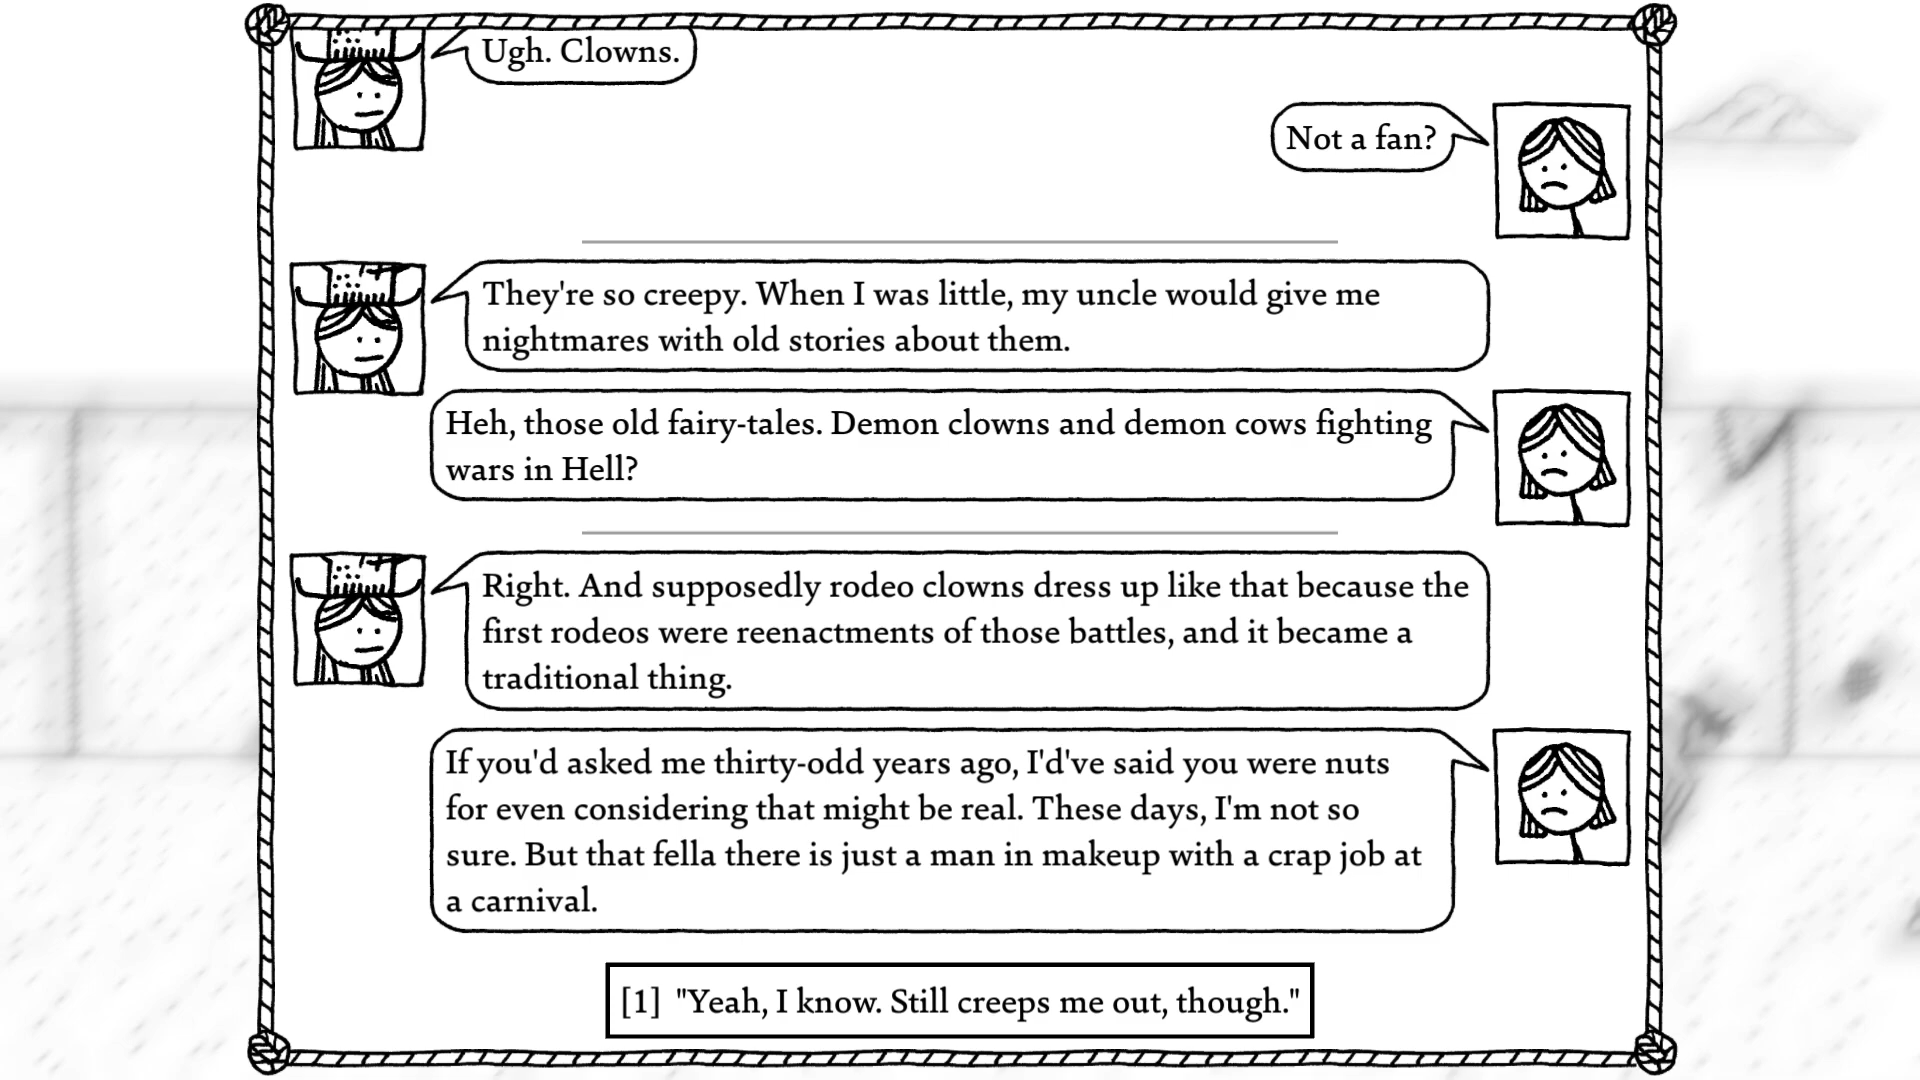 Ugh. Clowns.
Not a fan?
They're so creepy. When I was little, my uncle would give me
nightmares with old stories about them.
Heh, those old fairy-tales. Demon clowns and demon cows fighting
wars in Hell?
Right. And supposedly rodeo clowns dress up like that because the
first rodeos were reenactments of those battles, and it became a
traditional thing.
If you'd asked me thirty-odd years ago, I'd've said you were nuts
for even considering that might be real. These days, I'm not so
sure. But that fella there is just a man in makeup with a crap job at
a carnival.
[1] "Yeah, I know. Still creeps me out, though."